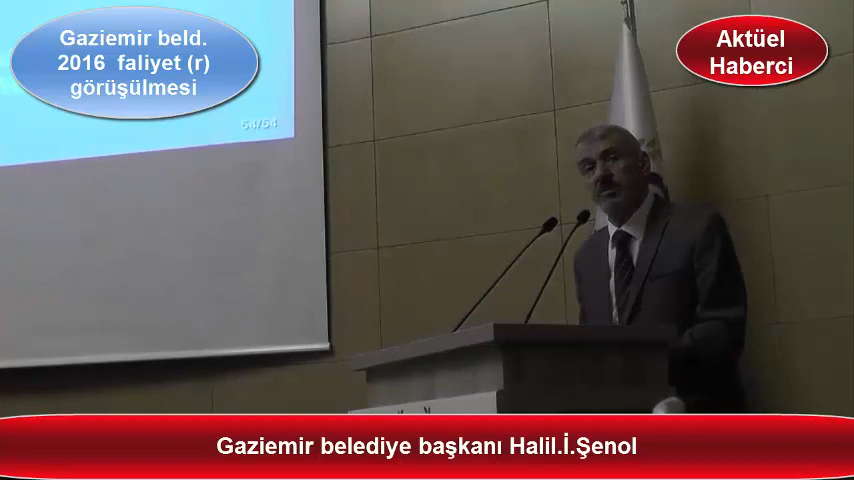 Gaziemir beld.
2016 faliyet (r)
görüşülmesi
Aktüel
Haberci
54/54
Gaziemir belediye başkanı Halil.İ.Şenol